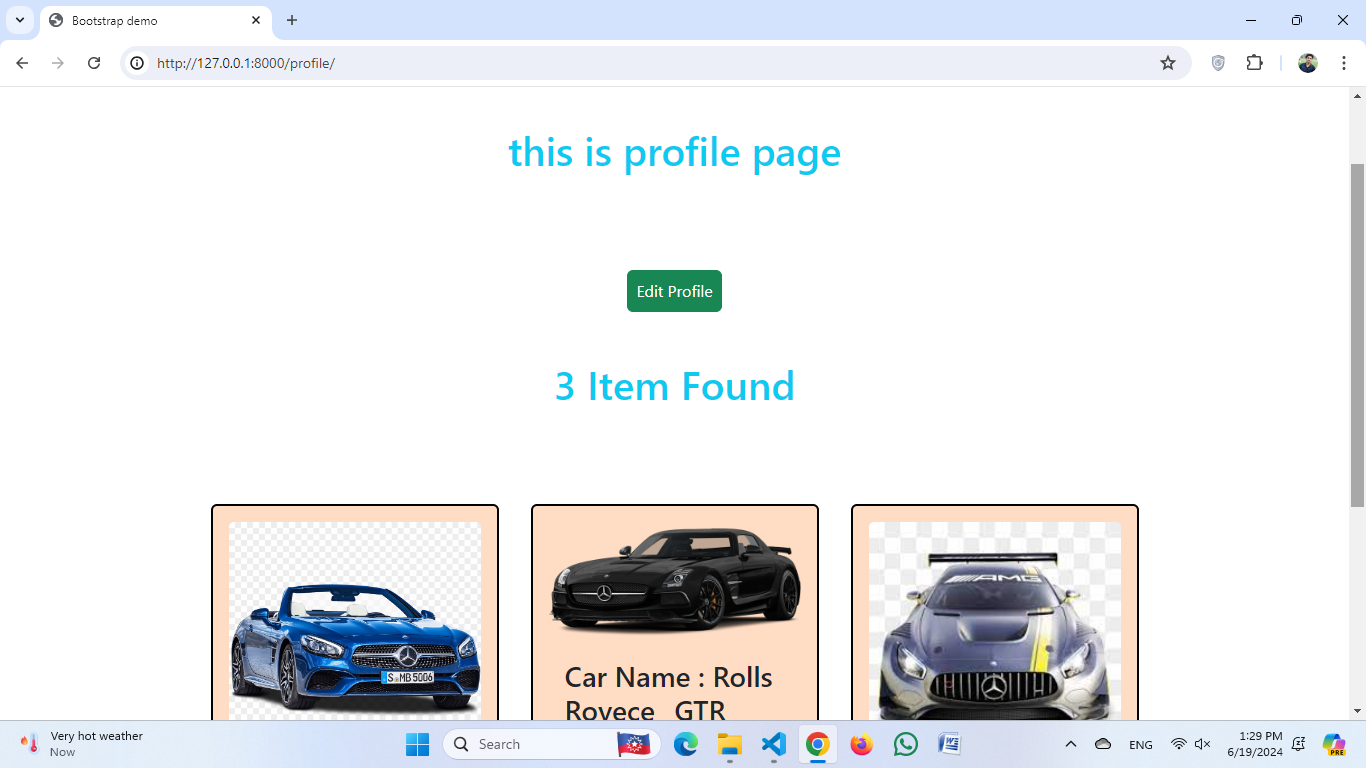 Bootstrap demo
http://127.0.0.1:8000/profile/
this is profile page
Edit Profile
3 Item Found
S MB 5006
AMG
Car Name : Rolls
Royece GTR
Very hot weather
Now
Search
ENG
1:29 PM
6/19/2024
PRE